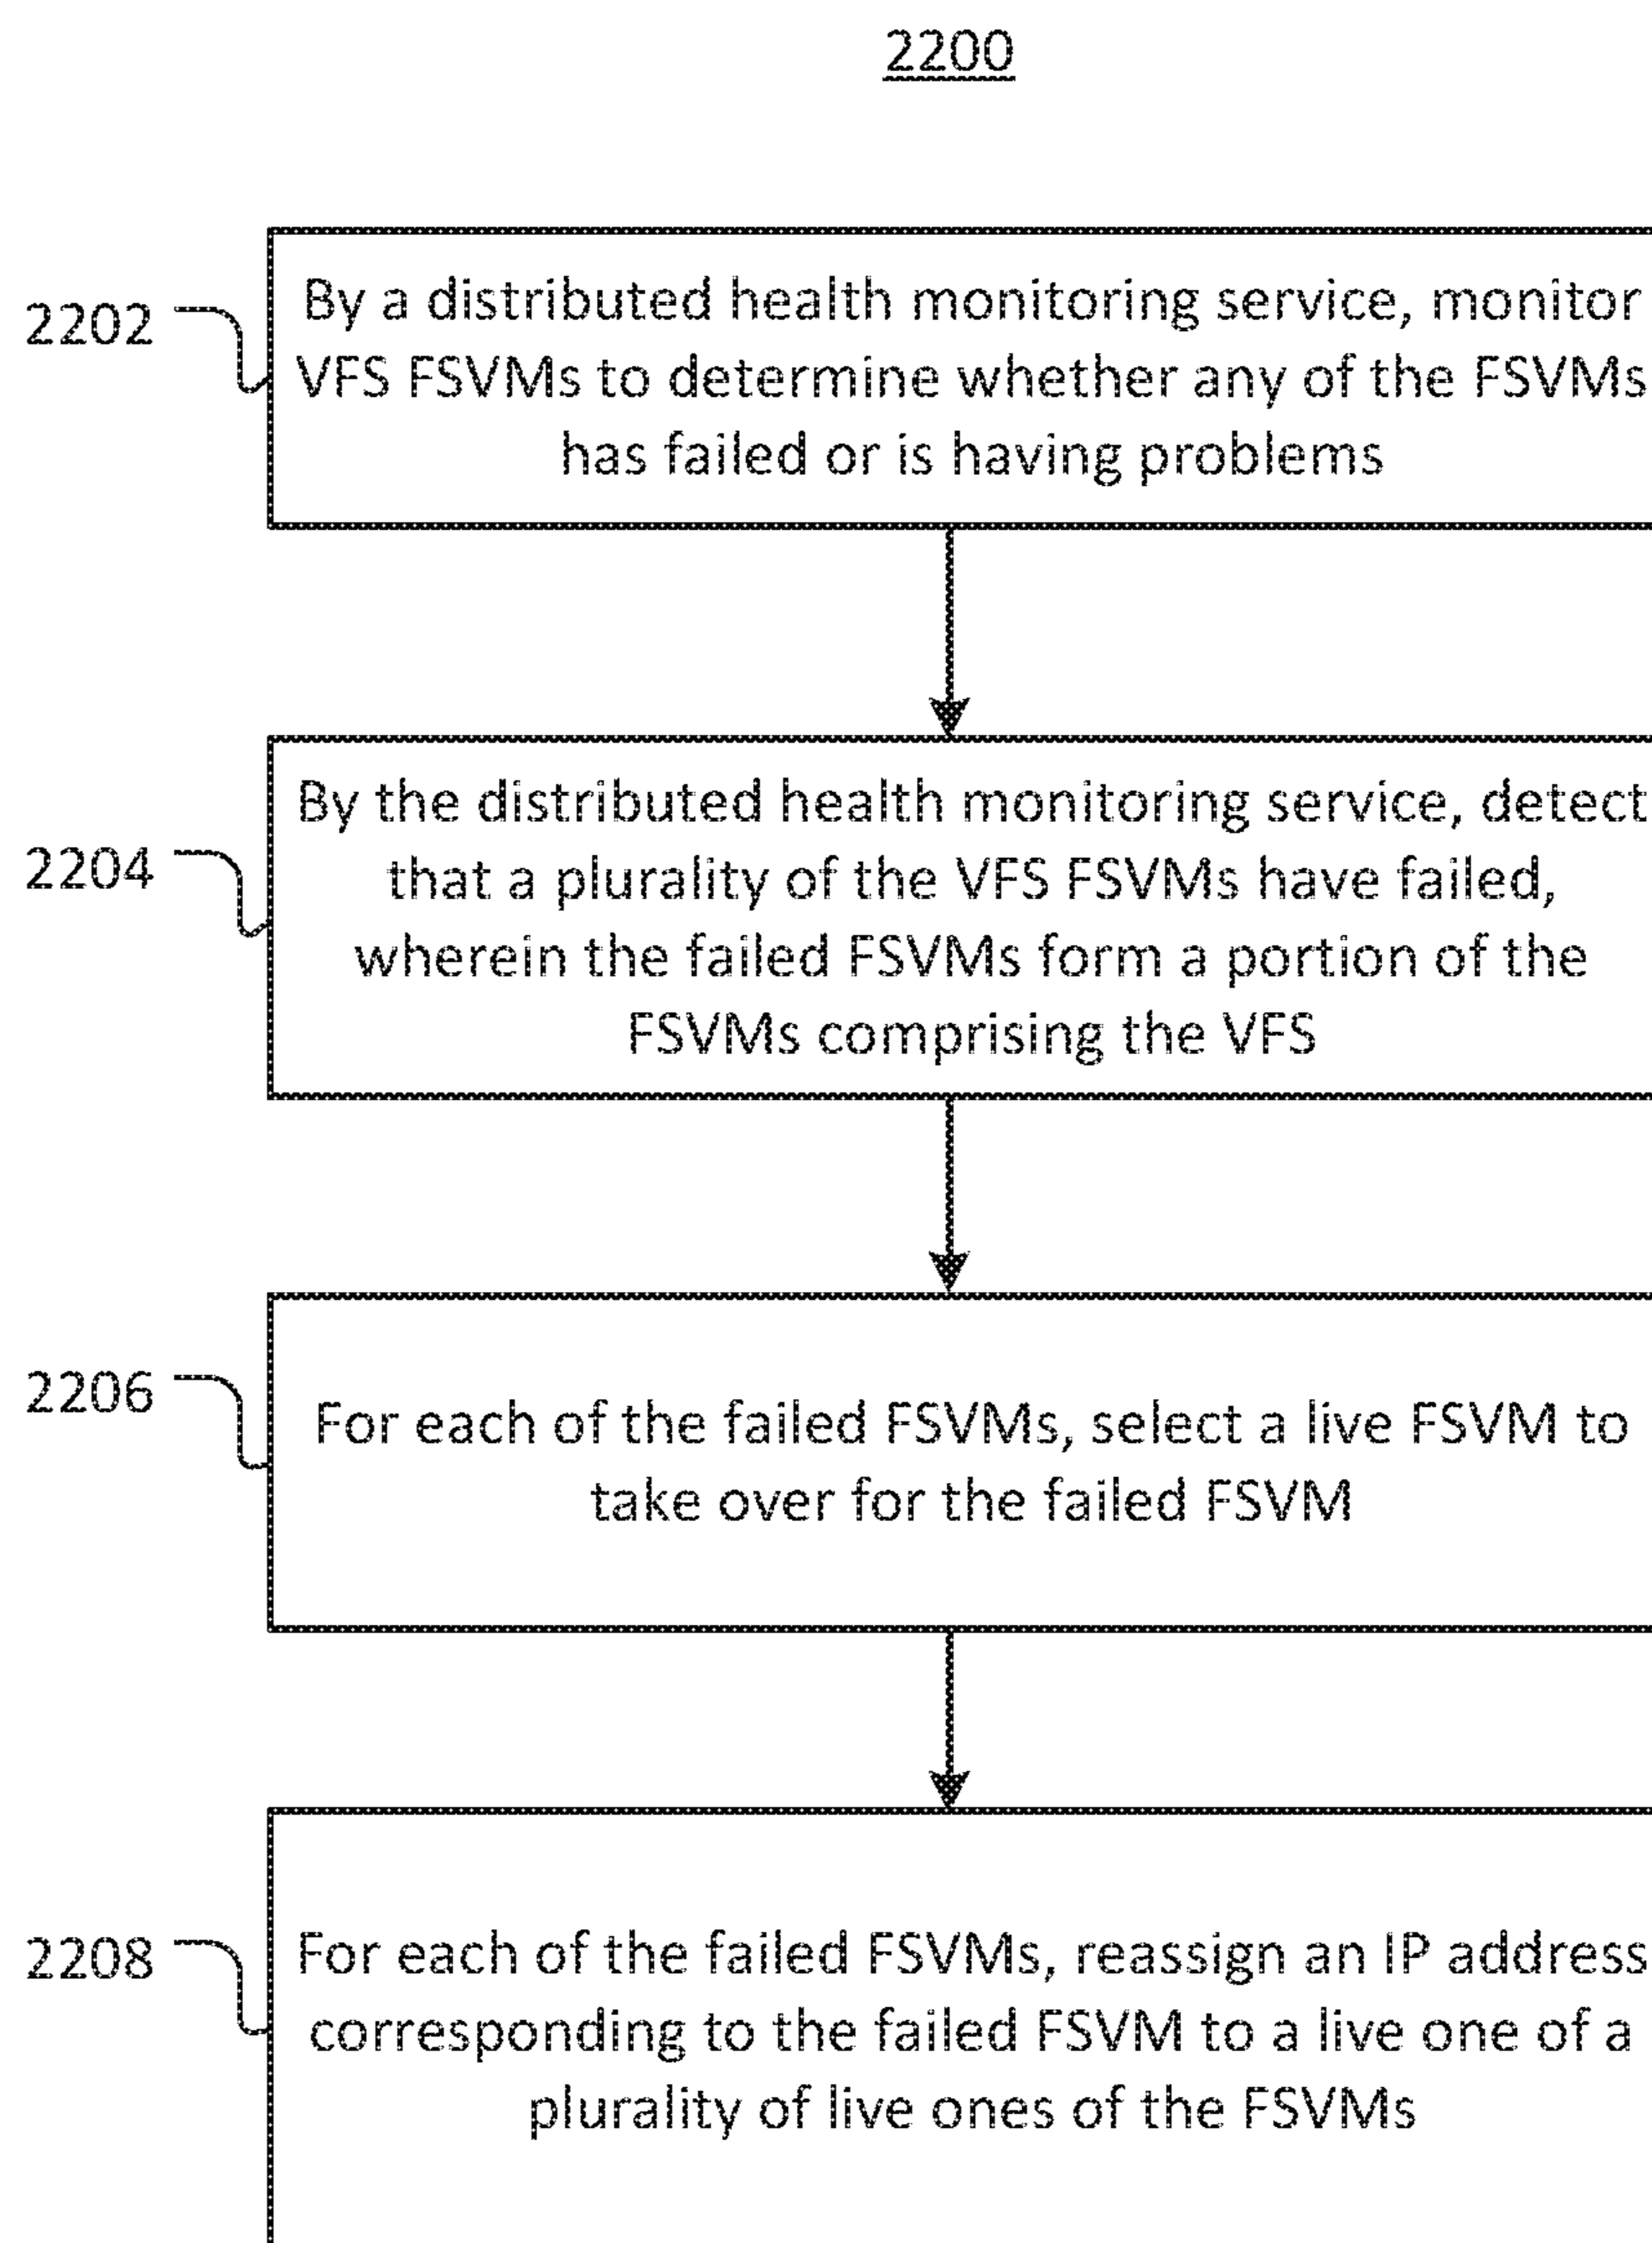 2200
2202
By a distributed health monitoring service, monitor
VFS FSVMs to determine whether any of the FSVMs
has failed or is having problems
2204
By the distributed health monitoring service, detect
that a plurality of the VFS FSVMs have failed,
wherein the failed FSVMs form a portion of the
FSVMs comprising the VFS
2206
For each of the failed FSVMs, select a live FSVM to
take over for the failed FSVM
2208
For each of the failed FSVMs, reassign an IP address
corresponding to the failed FSVM to a live one of a
plurality of live ones of the FSVMs